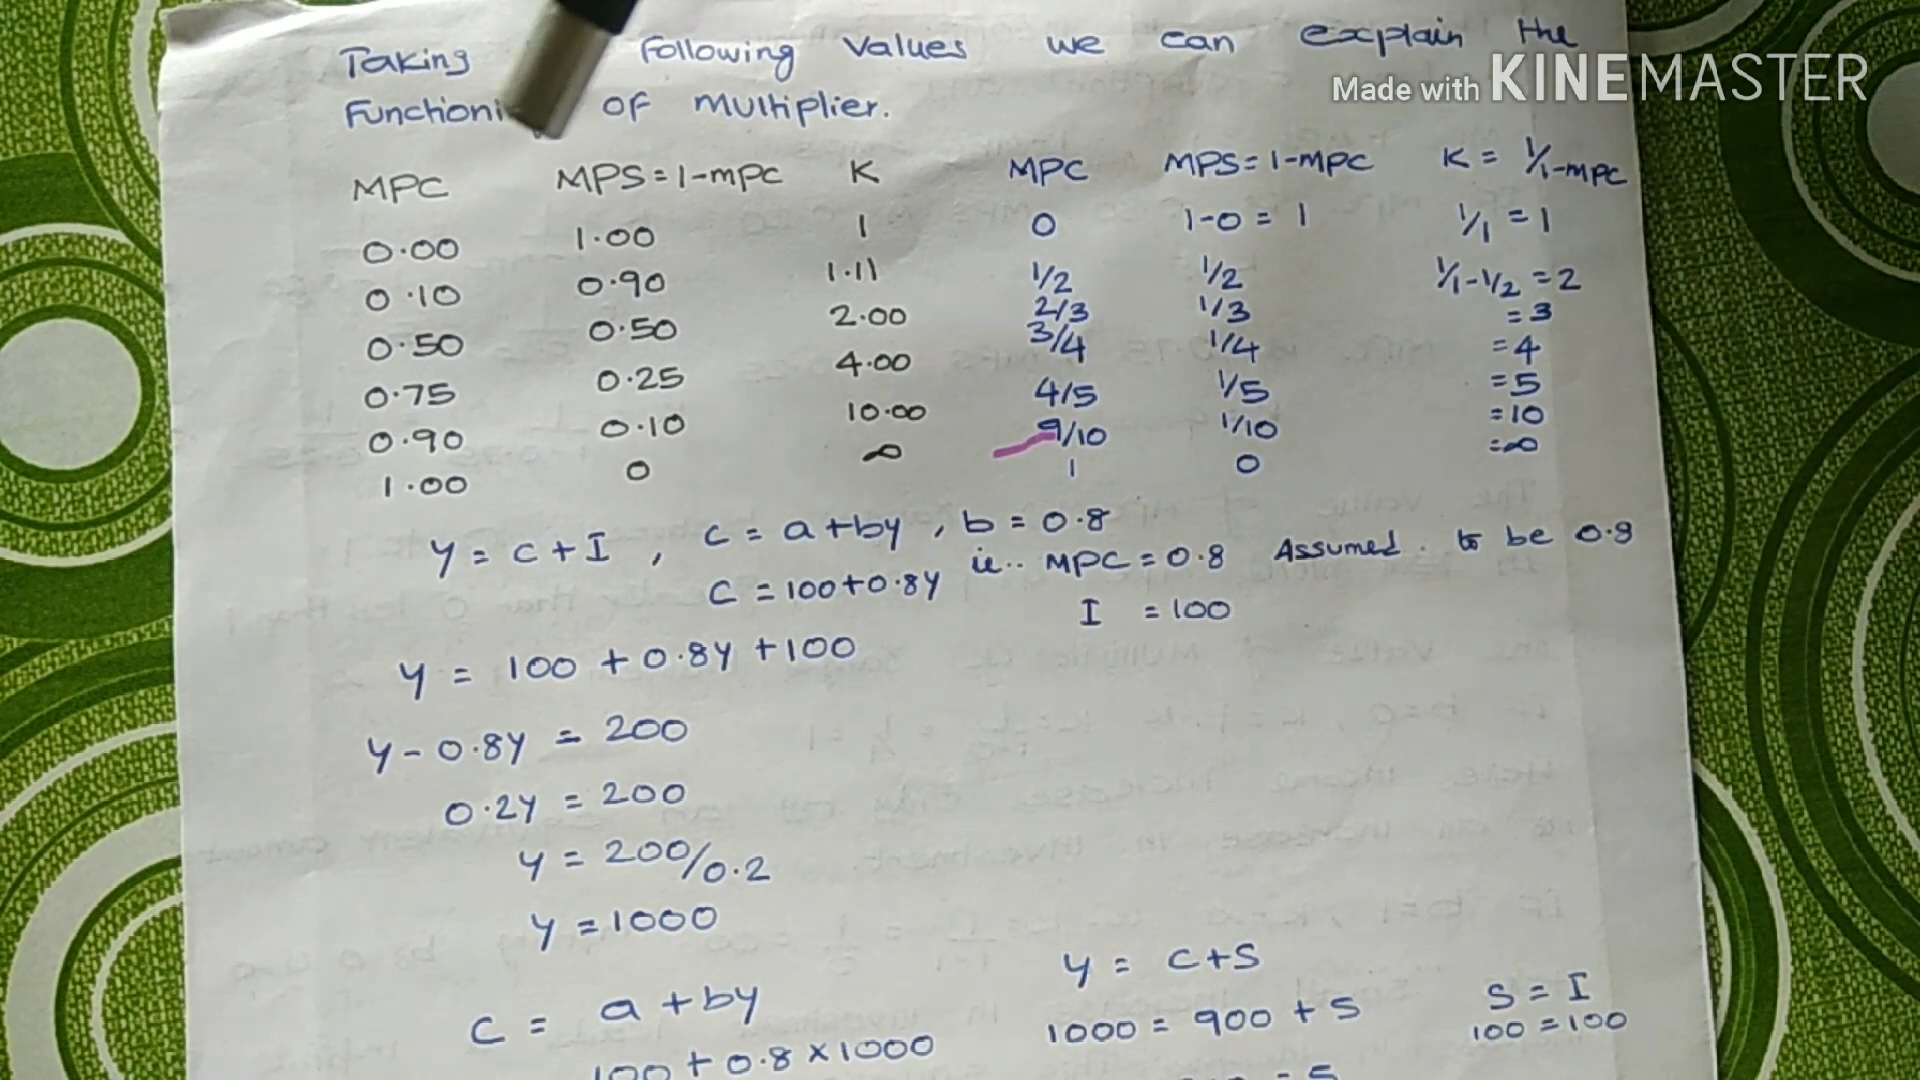 Taking Following Values we can explain the
Made with KINEMASTER
Functioni of multiplier.
MPC MPS=1-mpc K MPC MPS=1-mpc K = 1/1-mpc
0.00 1.00 1 0 1-0=1 1/1=1
0.10 0.90 1.11 1/2 1/2 1/1-1/2=2
0.50 0.50 2.00 2/3 1/3 =3
0.75 0.25 4.00 3/4 1/4 =4
0.90 0.10 10.00 4/5 1/5 =5
1.00 0 ∞ 9/10 1/10 =10
1 0 =∞
y = c+I , c = a+by , b = 0.8
c = 100+0.8y ie.. MPC = 0.8 Assumed. to be 0.8
I = 100
y = 100 + 0.8y + 100
y - 0.8y = 200
0.2y = 200
y = 200/0.2
y = 1000
c = a + by y = c+s s = I
100 + 0.8 x 1000 1000 = 900 + s 100 = 100
= s